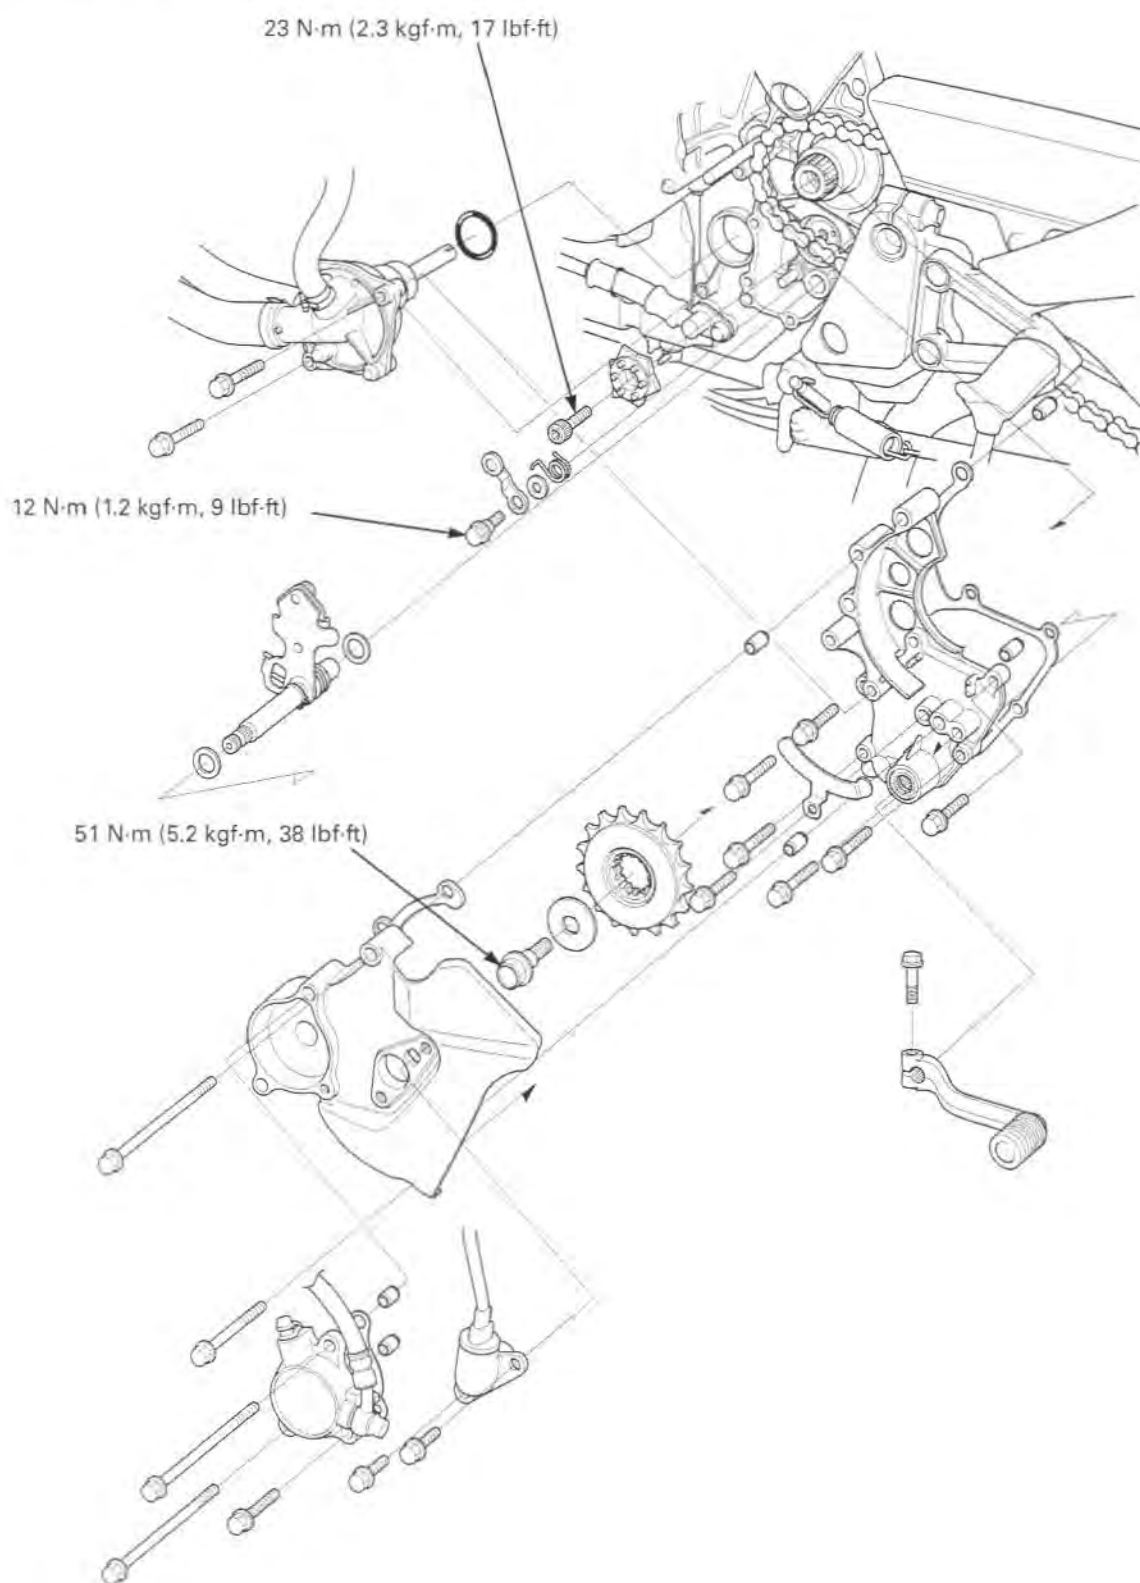 23 N·m (2.3 kgf·m, 17 lbf·ft)
12 N·m (1.2 kgf·m, 9 lbf·ft)
51 N·m (5.2 kgf·m, 38 lbf·ft)